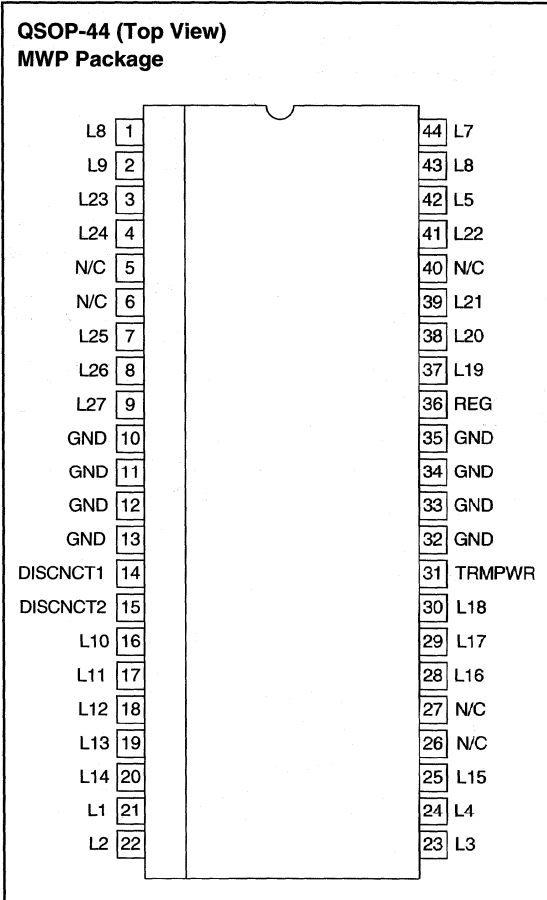 QSOP-44 (Top View)
MWP Package
L8 1 44 L7
L9 2 43 L8
L23 3 42 L5
L24 4 41 L22
N/C 5 40 N/C
N/C 6 39 L21
L25 7 38 L20
L26 8 37 L19
L27 9 36 REG
GND 10 35 GND
GND 11 34 GND
GND 12 33 GND
GND 13 32 GND
DISCNCT1 14 31 TRMPWR
DISCNCT2 15 30 L18
L10 16 29 L17
L11 17 28 L16
L12 18 27 N/C
L13 19 26 N/C
L14 20 25 L15
L1 21 24 L4
L2 22 23 L3